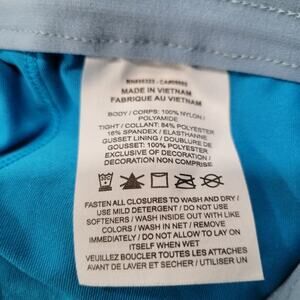 MADE IN VIETNAM
FABRIQUE AU VIETNAM
BODY / CORPS: 100% NYLON /
POLYAMIDE
TIGHT / COLLANT: 84% POLYESTER
16% SPANDEX / ELASTHANNE
GUSSET LINING / DOUBLURE DE
GOUSSET: 100% POLYESTER
EXCLUSIVE OF DECORATION /
DECORATION NON COMPRISE
FASTEN ALL CLOSURES TO WASH AND DRY /
USE MILD DETERGENT / DO NOT USE
SOFTENERS / WASH INSIDE OUT WITH LIKE
COLORS / WASH IN NET / REMOVE
IMMEDIATELY / DO NOT ALLOW TO LAY ON
ITSELF WHEN WET
VEUILLEZ BOUCLER TOUTES LES ATTACHES
AVANT DE LAVER ET SECHER / UTILISER UN